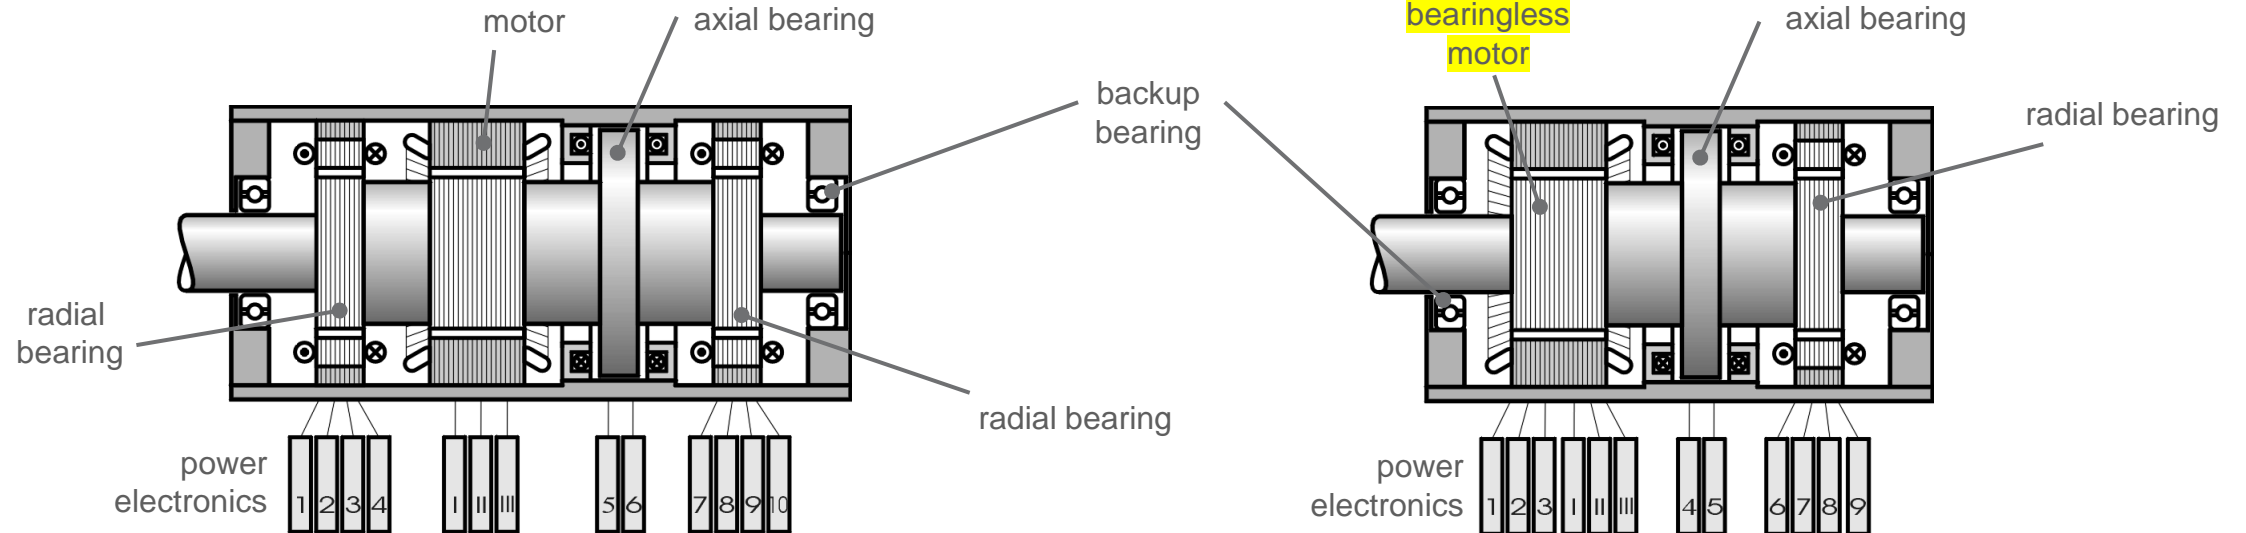 motor
axial bearing
radial
bearing
radial bearing
power
electronics
1 2 3 4
I II III
5 6
7 8 9 10
backup
bearing
bearingless
motor
axial bearing
radial bearing
power
electronics
1 2 3 I II III
4 5
6 7 8 9